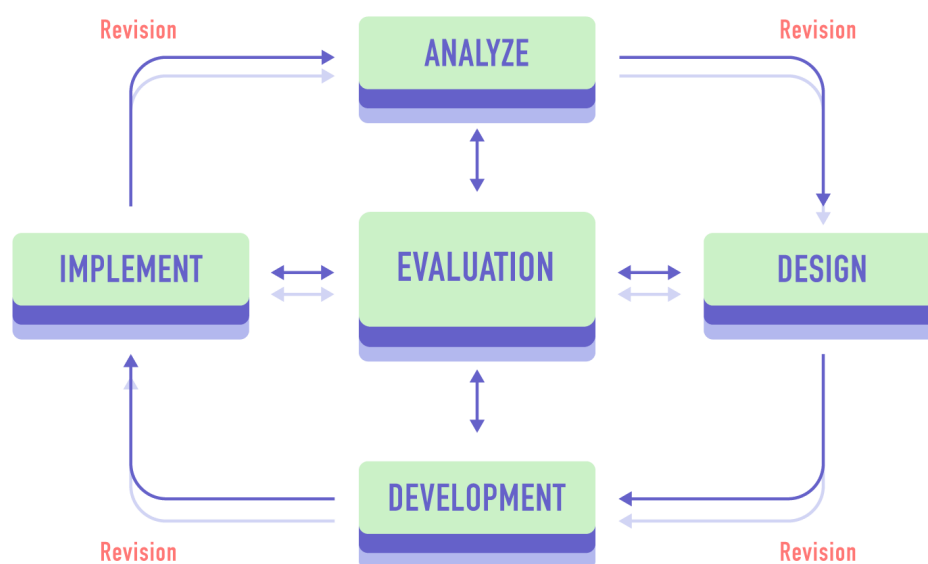 Revision
Revision
ANALYZE
IMPLEMENT
EVALUATION
DESIGN
DEVELOPMENT
Revision
Revision